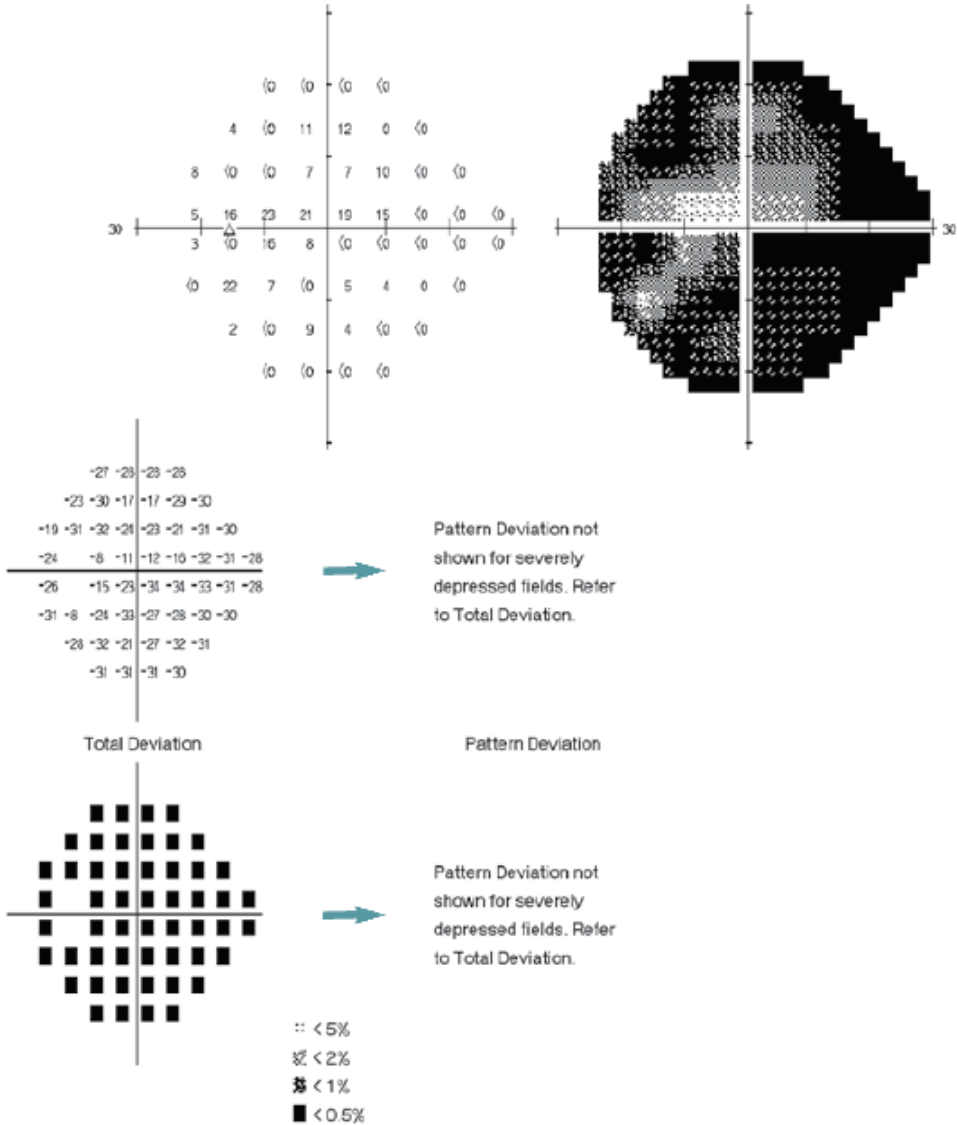 <0 <0 <0 <0
4 <0 11 12 0 <0
8 <0 <0 7 7 10 <0 <0
5 16 23 21 19 15 <0 <0 <0
30 30
3 <0 16 8 <0 <0 <0 <0 <0
<0 22 7 <0 5 4 0 <0
2 <0 9 4 <0 <0
<0 <0 <0 <0
-27 -28 -28 -28
-23 -30 -17 -17 -29 -30
-19 -31 -32 -24 -23 -21 -31 -30
-24 -8 -11 -12 -16 -32 -31 -28
-26 -15 -23 -34 -34 -33 -31 -28
-31 -8 -24 -33 -27 -28 -30 -30
-28 -32 -21 -27 -32 -31
-31 -31 -31 -30
Pattern Deviation not
shown for severely
depressed fields. Refer
to Total Deviation.
Total Deviation
Pattern Deviation
Pattern Deviation not
shown for severely
depressed fields. Refer
to Total Deviation.
< 5%
< 2%
< 1%
< 0.5%